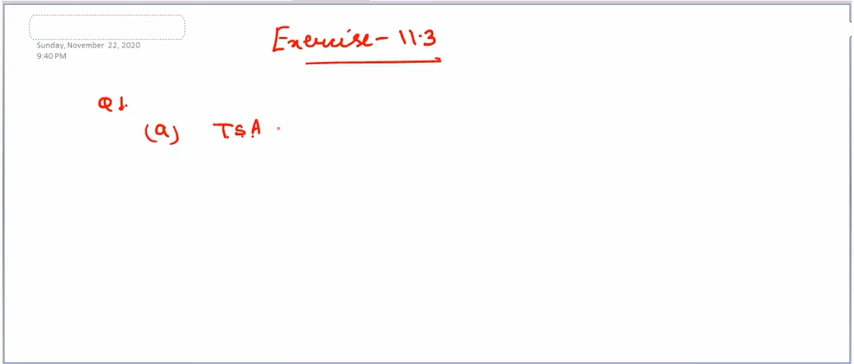 Exercise - 11.3
Sunday, November 22, 2020
9:40 PM
Q1.
(a) TSA